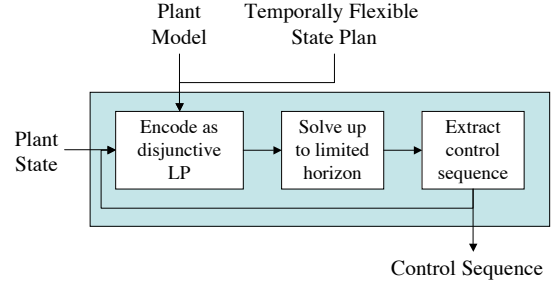 Plant
Model
Temporally Flexible
State Plan
Plant
State
Encode as
disjunctive
LP
Solve up
to limited
horizon
Extract
control
sequence
Control Sequence